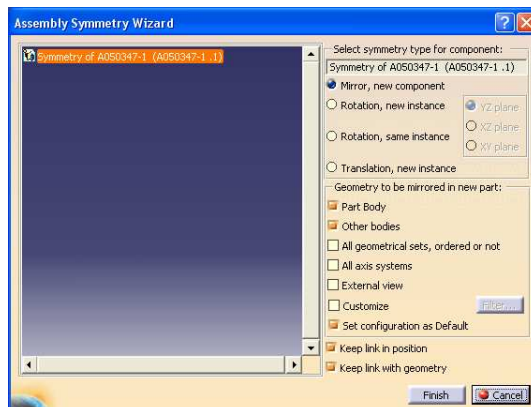 Assembly Symmetry Wizard
Symmetry of A050347-1 (A050347-1 .1)
Select symmetry type for component:
Symmetry of A050347-1 (A050347-1 .1)
Mirror, new component
Rotation, new instance
YZ plane
Rotation, same instance
XZ plane
XY plane
Translation, new instance
Geometry to be mirrored in new part:
Part Body
Other bodies
All geometrical sets, ordered or not
All axis systems
External view
Customize
Filter...
Set configuration as Default
Keep link in position
Keep link with geometry
Finish
Cancel